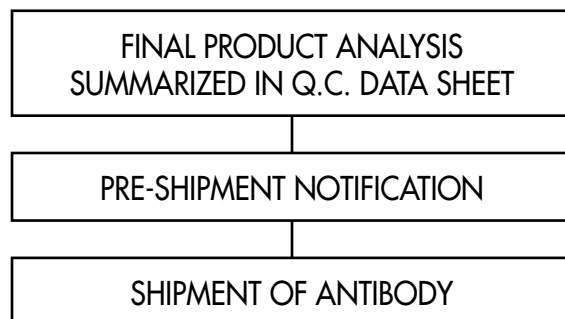 FINAL PRODUCT ANALYSIS
SUMMARIZED IN Q.C. DATA SHEET
PRE-SHIPMENT NOTIFICATION
SHIPMENT OF ANTIBODY